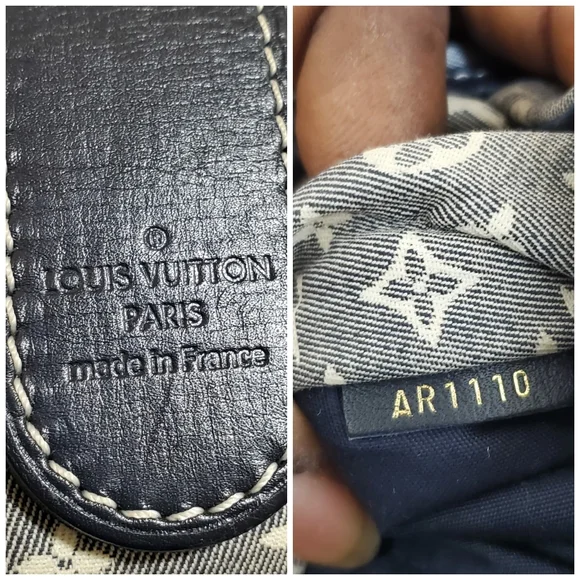 ®
LOUIS VUITTON
PARIS
made in France
AR1110